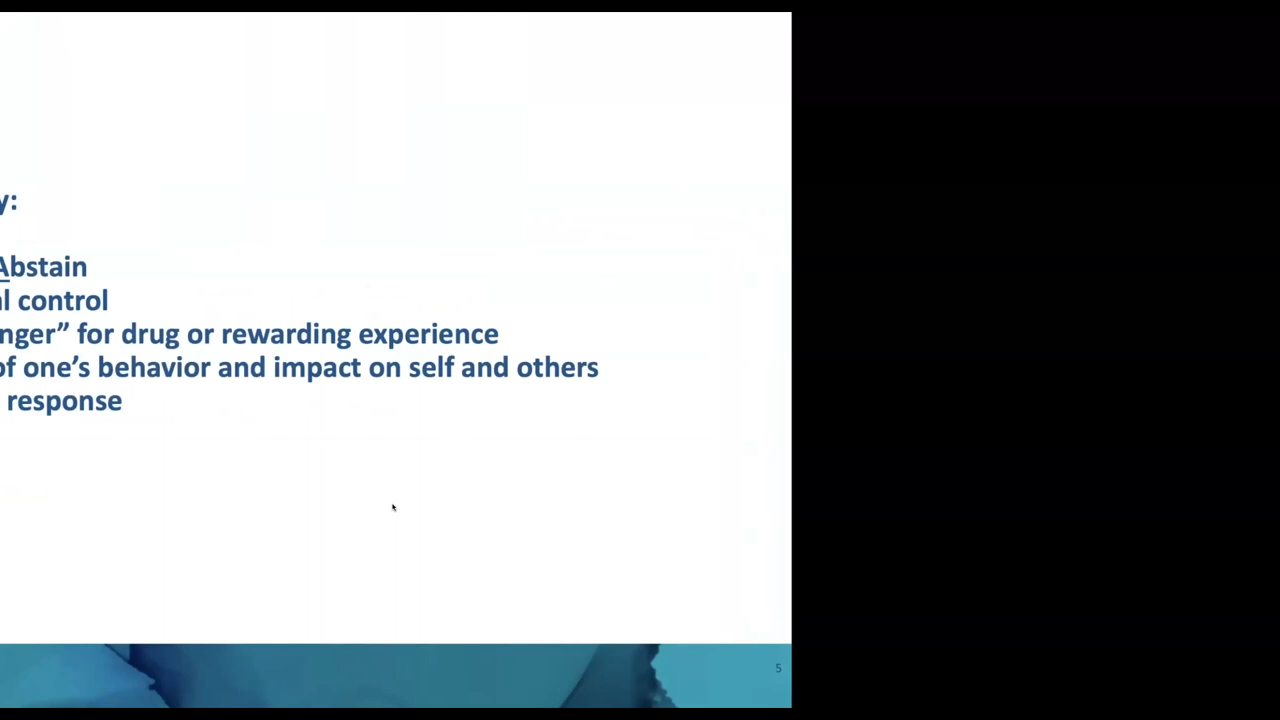 y:
Abstain
l control
nger” for drug or rewarding experience
of one’s behavior and impact on self and others
response
5